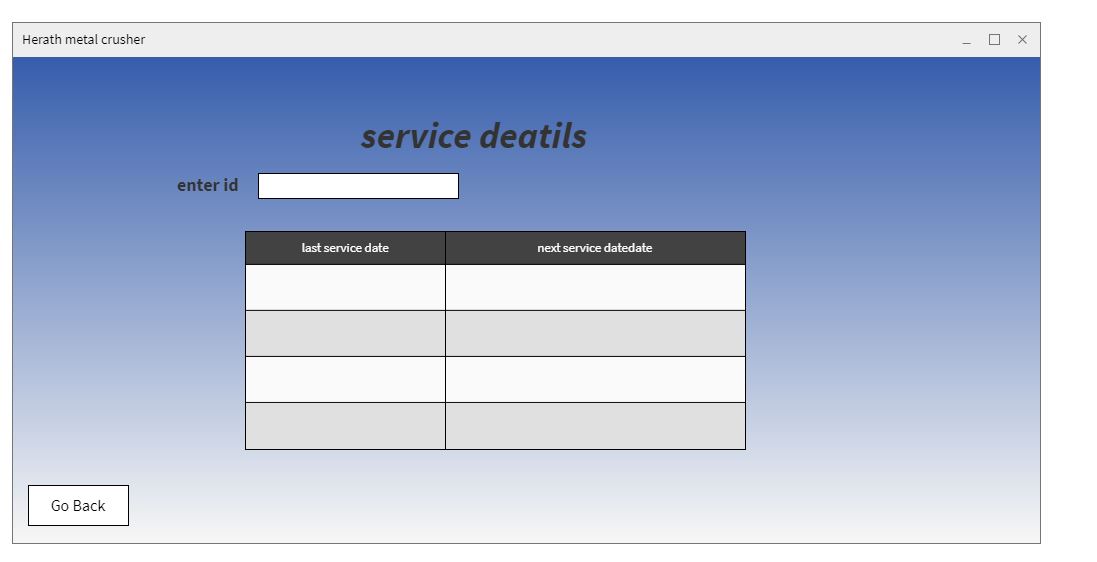 Herath metal crusher
service deatils
enter id
last service date
next service datedate
Go Back